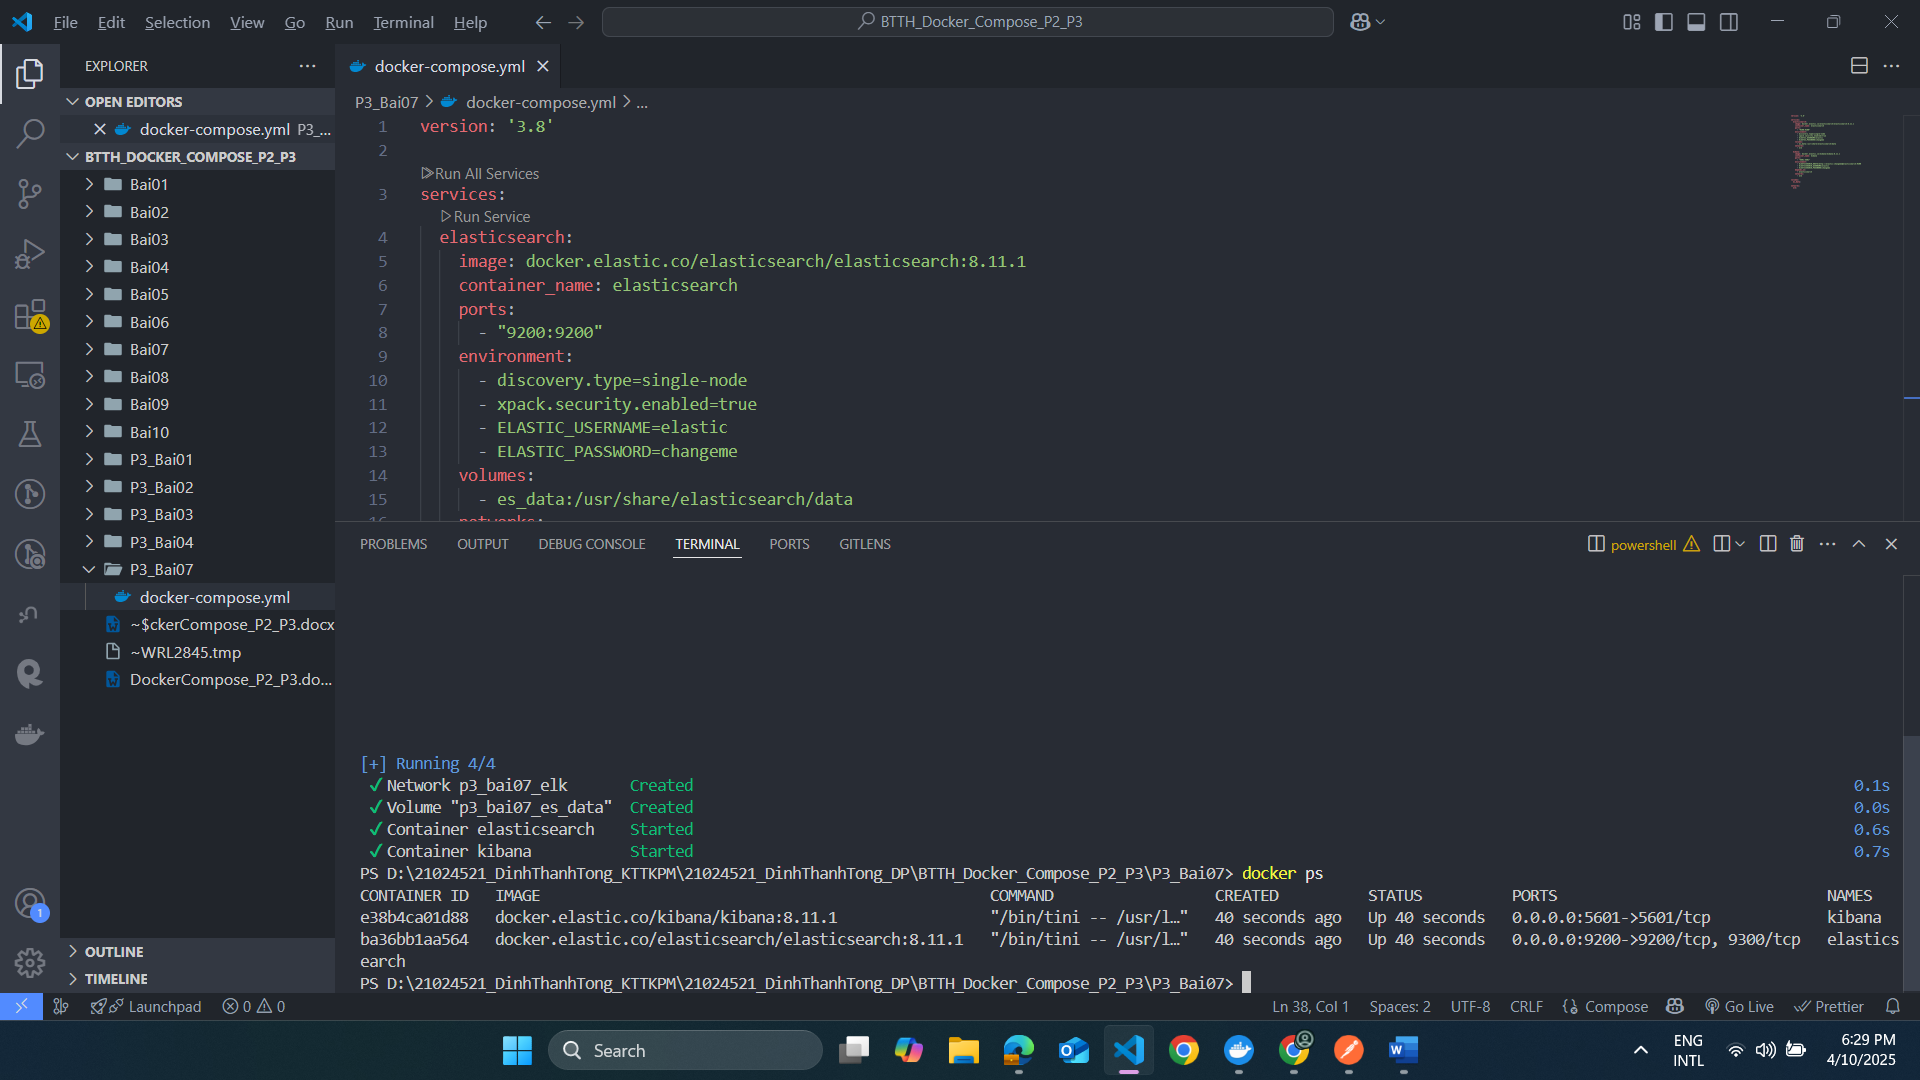 File Edit Selection View Go Run Terminal Help
BTTH_Docker_Compose_P2_P3
EXPLORER
OPEN EDITORS
docker-compose.yml P3_...
BTTH_DOCKER_COMPOSE_P2_P3
Bai01
Bai02
Bai03
Bai04
Bai05
Bai06
Bai07
Bai08
Bai09
Bai10
P3_Bai01
P3_Bai02
P3_Bai03
P3_Bai04
P3_Bai07
docker-compose.yml
~$ckerCompose_P2_P3.docx
~WRL2845.tmp
DockerCompose_P2_P3.do...
OUTLINE
TIMELINE
docker-compose.yml
P3_Bai07 > docker-compose.yml > ...
1 version: '3.8'
2
Run All Services
3 services:
Run Service
4 elasticsearch:
5 image: docker.elastic.co/elasticsearch/elasticsearch:8.11.1
6 container_name: elasticsearch
7 ports:
8 - "9200:9200"
9 environment:
10 - discovery.type=single-node
11 - xpack.security.enabled=true
12 - ELASTIC_USERNAME=elastic
13 - ELASTIC_PASSWORD=changeme
14 volumes:
15 - es_data:/usr/share/elasticsearch/data
16 networks:
PROBLEMS OUTPUT DEBUG CONSOLE TERMINAL PORTS GITLENS
powershell
[+] Running 4/4
✔ Network p3_bai07_elk Created 0.1s
✔ Volume "p3_bai07_es_data" Created 0.0s
✔ Container elasticsearch Started 0.6s
✔ Container kibana Started 0.7s
PS D:\21024521_DinhThanhTong_KTTKPM\21024521_DinhThanhTong_DP\BTTH_Docker_Compose_P2_P3\P3_Bai07> docker ps
CONTAINER ID IMAGE COMMAND CREATED STATUS PORTS NAMES
e38b4ca01d88 docker.elastic.co/kibana/kibana:8.11.1 "/bin/tini -- /usr/l…" 40 seconds ago Up 40 seconds 0.0.0.0:5601->5601/tcp kibana
ba36bb1aa564 docker.elastic.co/elasticsearch/elasticsearch:8.11.1 "/bin/tini -- /usr/l…" 40 seconds ago Up 40 seconds 0.0.0.0:9200->9200/tcp, 9300/tcp elastics
earch
PS D:\21024521_DinhThanhTong_KTTKPM\21024521_DinhThanhTong_DP\BTTH_Docker_Compose_P2_P3\P3_Bai07>
1
Launchpad 0 0 Ln 38, Col 1 Spaces: 2 UTF-8 CRLF Compose Go Live Prettier
Search
ENG
INTL
6:29 PM
4/10/2025